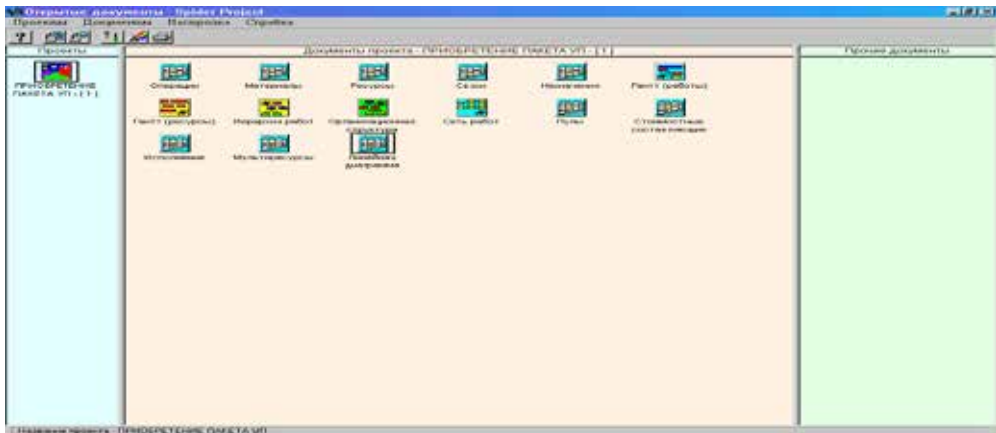 Открытые документы Spider Project
Проекты Документы Настройка Справка
Проекты
Документы проекта - ПРИОБРЕТЕНИЕ ПАКЕТА УП - [ 1 ]
Прочие документы
ПРИОБРЕТЕНИЕ
ПАКЕТА УП - [ 1 ]
Операции
Материалы
Ресурсы
Связи
Назначения
Гантт (работы)
Гантт (ресурсы)
Иерархия работ
Организационная
структура
Сеть работ
Пулы
Стоимостные
составляющие
Исполнения
Мультиресурсы
Линейная
диаграмма
Название проекта ПРИОБРЕТЕНИЕ ПАКЕТА УП